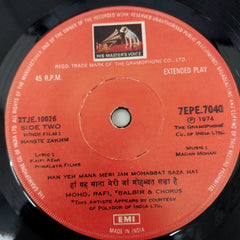 HIS MASTER'S VOICE
REGD. TRADE MARK OF THE GRAMOPHONE CO. LTD.
45 R.P.M.
EXTENDED PLAY
7TJE.10026
SIDE TWO
HINDI FILM
HANSTE ZAKHM
7EPE.7040
℗ 1974
THE GRAMOPHONE
CO. OF INDIA LTD.
LYRIC :
KAIFI AZMI
HIMALAYA FILMS
MUSIC :
MADAN MOHAN
HAN YEH MANA MERI JAN MOHABBAT SAZA HAI
हां यह माना मेरी जां मोहब्बत सज़ा है
MOHD. RAFI, *BALBIR & CHORUS
*THIS ARTISTE APPEARS BY COURTESY
OF POLYDOR OF INDIA LTD.
EMI
MADE IN INDIA